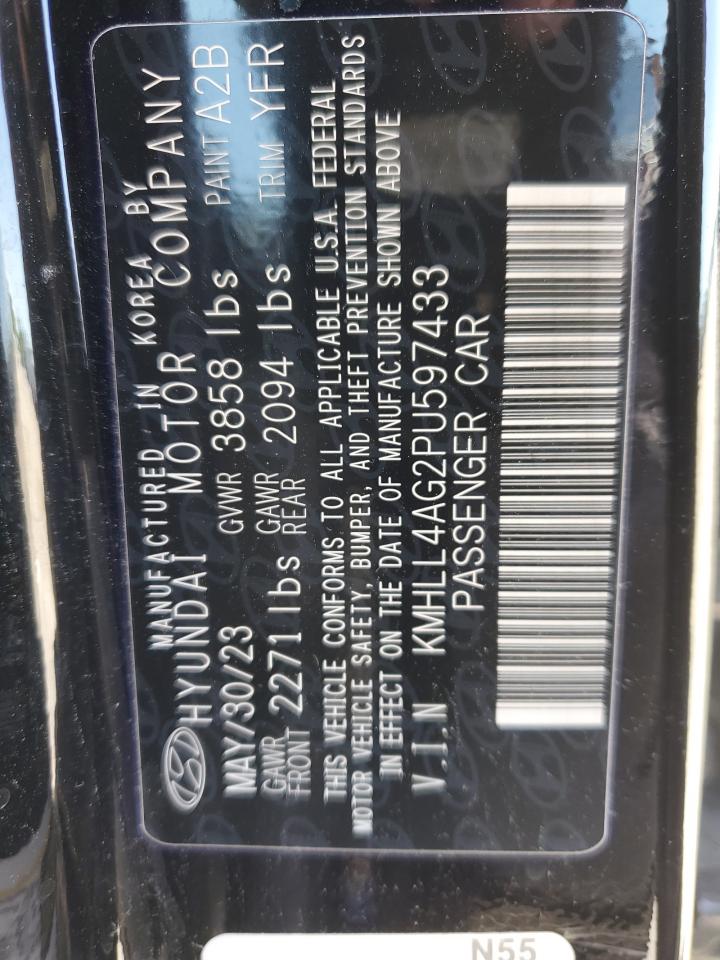 MANUFACTURED IN KOREA BY
HYUNDAI MOTOR COMPANY
MAY/30/23 GVWR 3858 lbs PAINT A2B
GAWR FRONT 2271 lbs GAWR REAR 2094 lbs TRIM YFR
THIS VEHICLE CONFORMS TO ALL APPLICABLE U.S.A. FEDERAL
MOTOR VEHICLE SAFETY, BUMPER, AND THEFT PREVENTION STANDARDS
IN EFFECT ON THE DATE OF MANUFACTURE SHOWN ABOVE
V.I.N KMHLL4AG2PU597433
PASSENGER CAR
N55